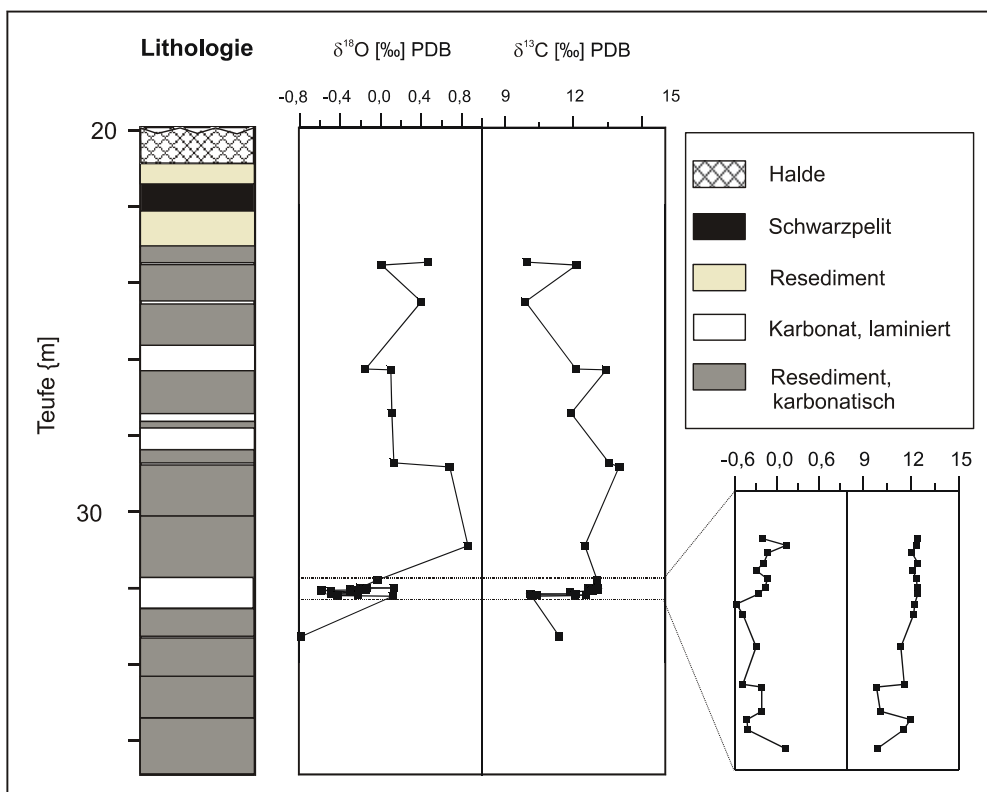 Lithologie
δ¹⁸O [‰] PDB
δ¹³C [‰] PDB
-0,8 -0,4 0,0 0,4 0,8
9 12 15
Teufe {m]
20
30
Halde
Schwarzpelit
Resediment
Karbonat, laminiert
Resediment,
karbonatisch
-0,6 0,0 0,6 9 12 15